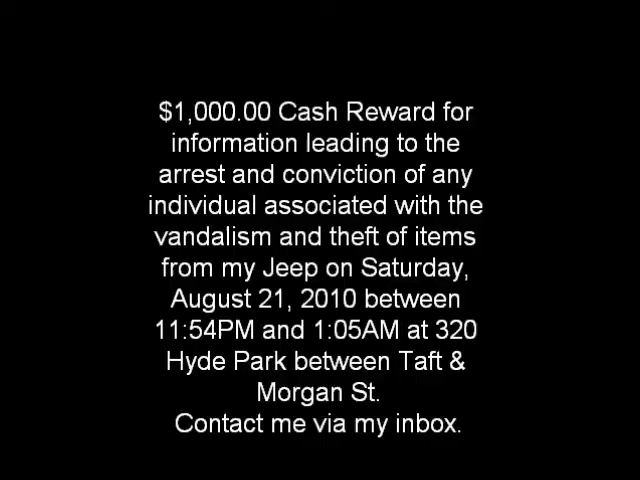 $1,000.00 Cash Reward for
information leading to the
arrest and conviction of any
individual associated with the
vandalism and theft of items
from my Jeep on Saturday,
August 21, 2010 between
11:54PM and 1:05AM at 320
Hyde Park between Taft &
Morgan St.
Contact me via my inbox.